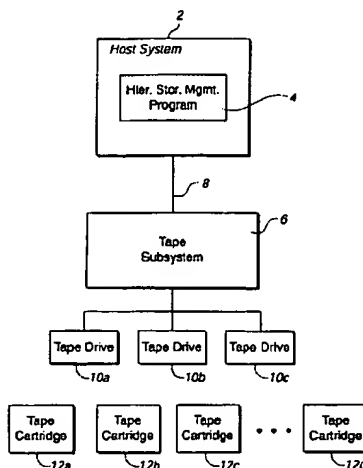 2
Host System
Hier. Stor. Mgmt.
Program
4
8
6
Tape
Subsystem
Tape Drive
Tape Drive
Tape Drive
10a
10b
10c
Tape
Cartridge
Tape
Cartridge
Tape
Cartridge
• • •
Tape
Cartridge
12a
12b
12c